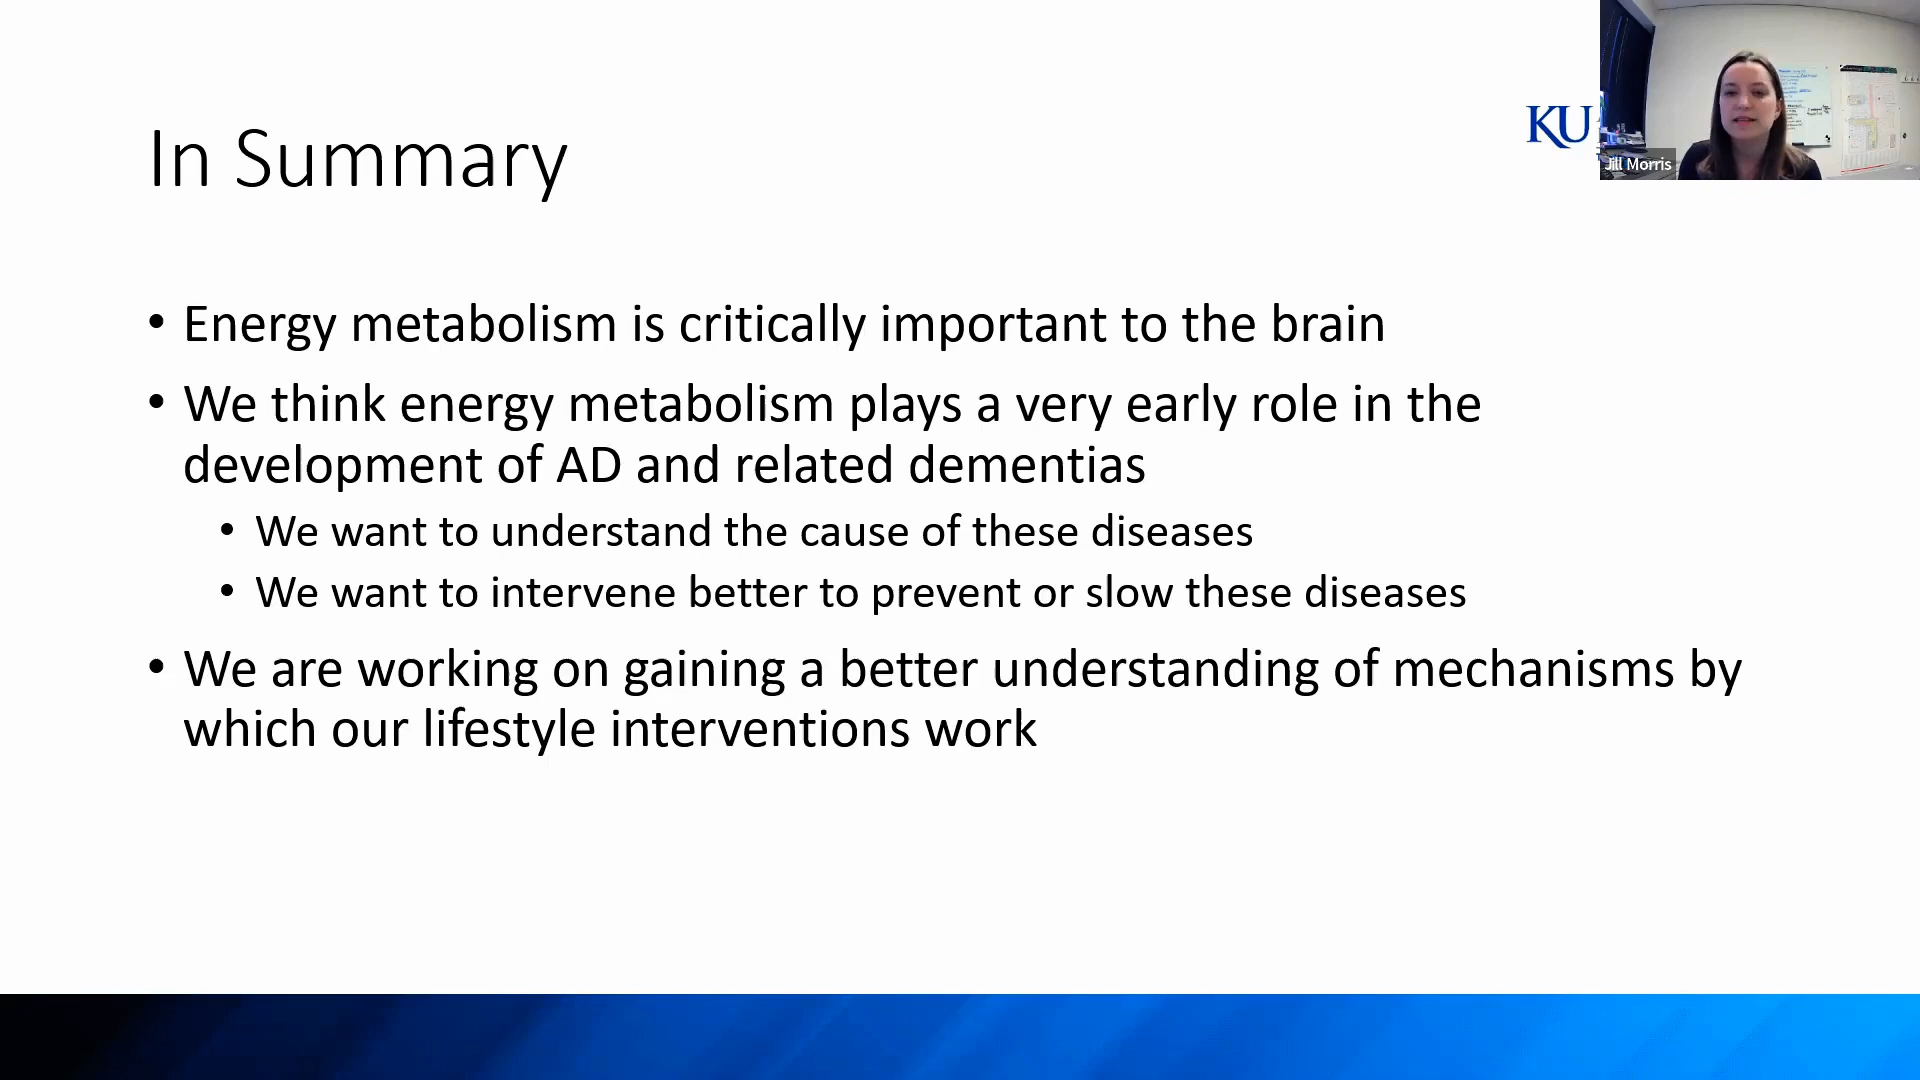 In Summary
KU
Jill Morris
• Energy metabolism is critically important to the brain
• We think energy metabolism plays a very early role in the
development of AD and related dementias
• We want to understand the cause of these diseases
• We want to intervene better to prevent or slow these diseases
• We are working on gaining a better understanding of mechanisms by
which our lifestyle interventions work